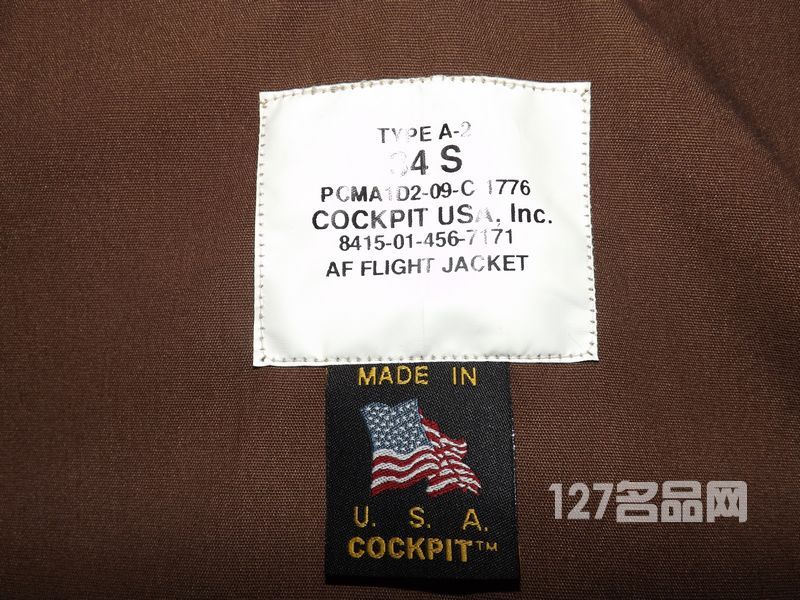 TYPE A-2
34 S
PCMA1D2-09-C 1776
COCKPIT USA, Inc.
8415-01-456-7171
AF FLIGHT JACKET
MADE IN
U. S. A.
COCKPIT™
127名品网